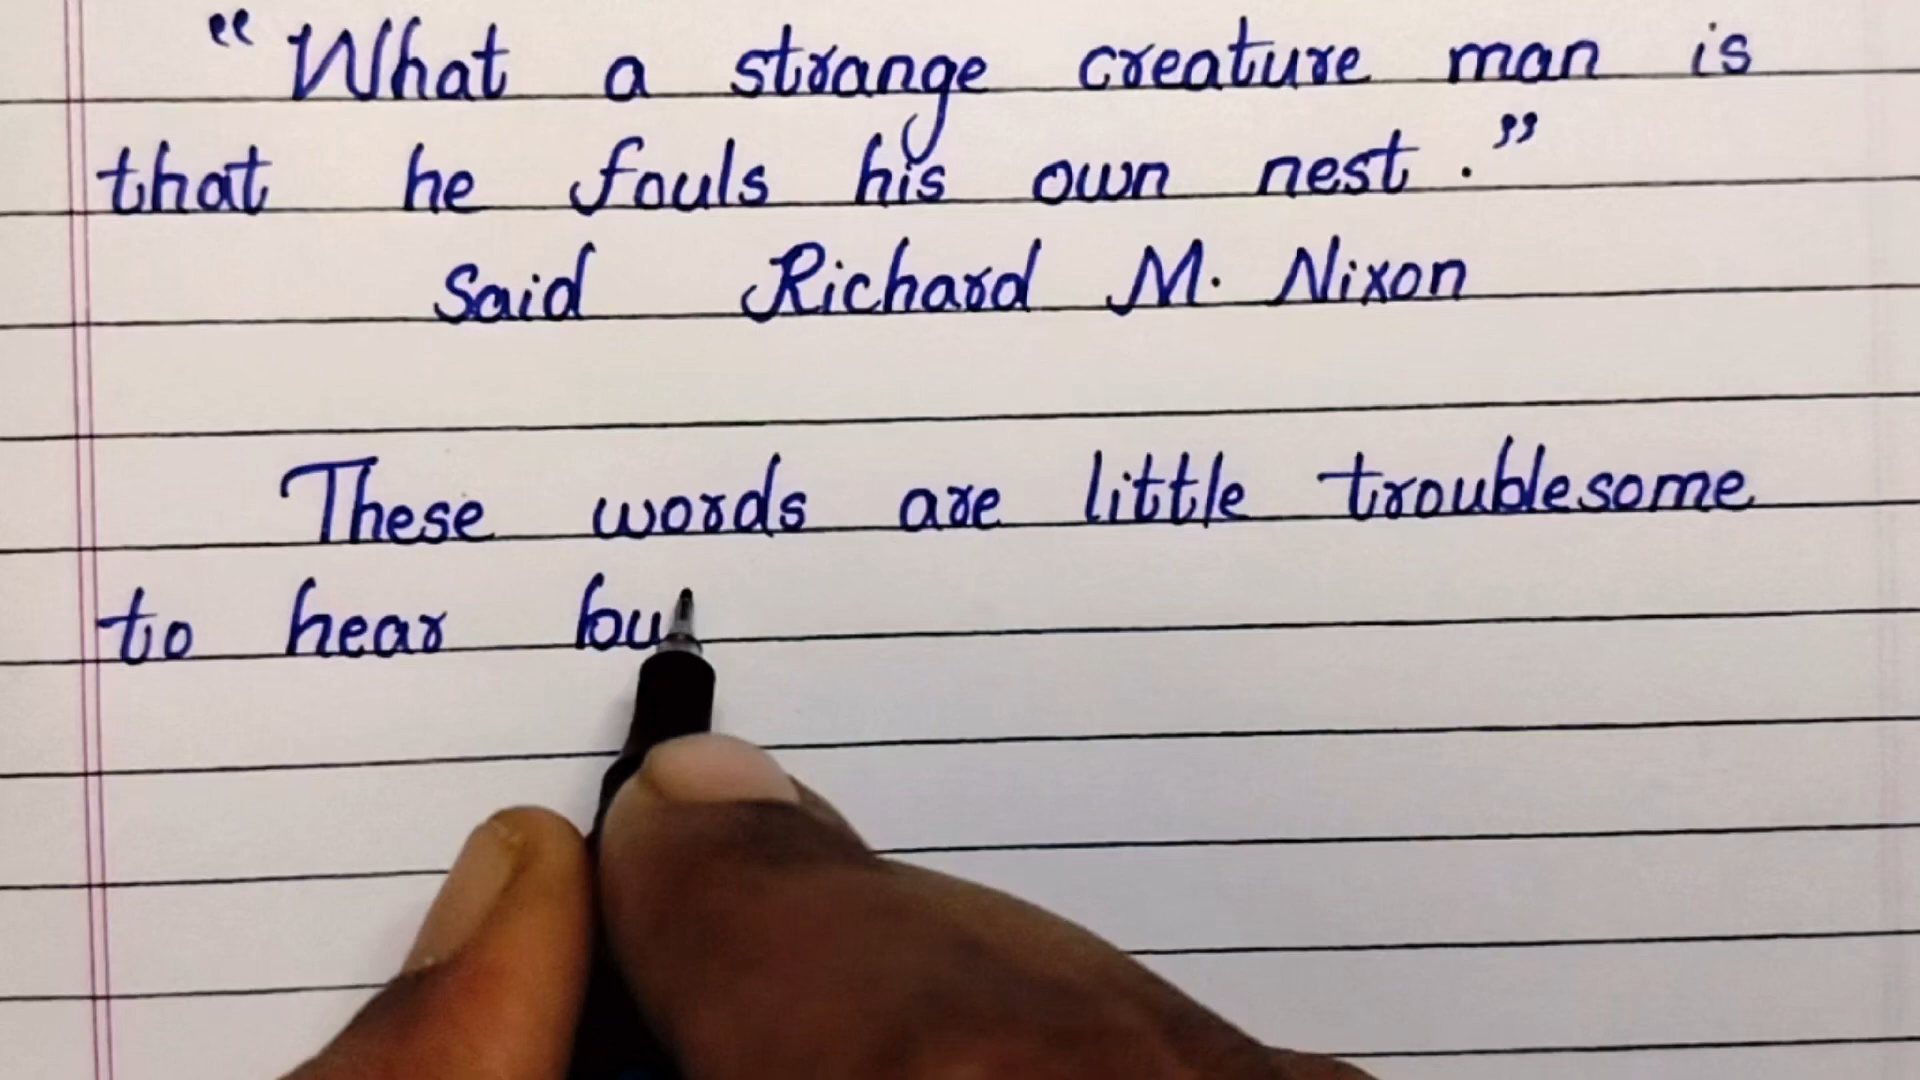 “What a strange creature man is
that he fouls his own nest.”
Said Richard M. Nixon
These words are little troublesome
to hear bu